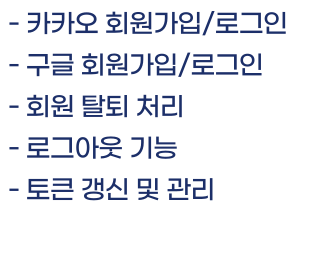 - 카카오 회원가입/로그인
- 구글 회원가입/로그인
- 회원 탈퇴 처리
- 로그아웃 기능
- 토큰 갱신 및 관리